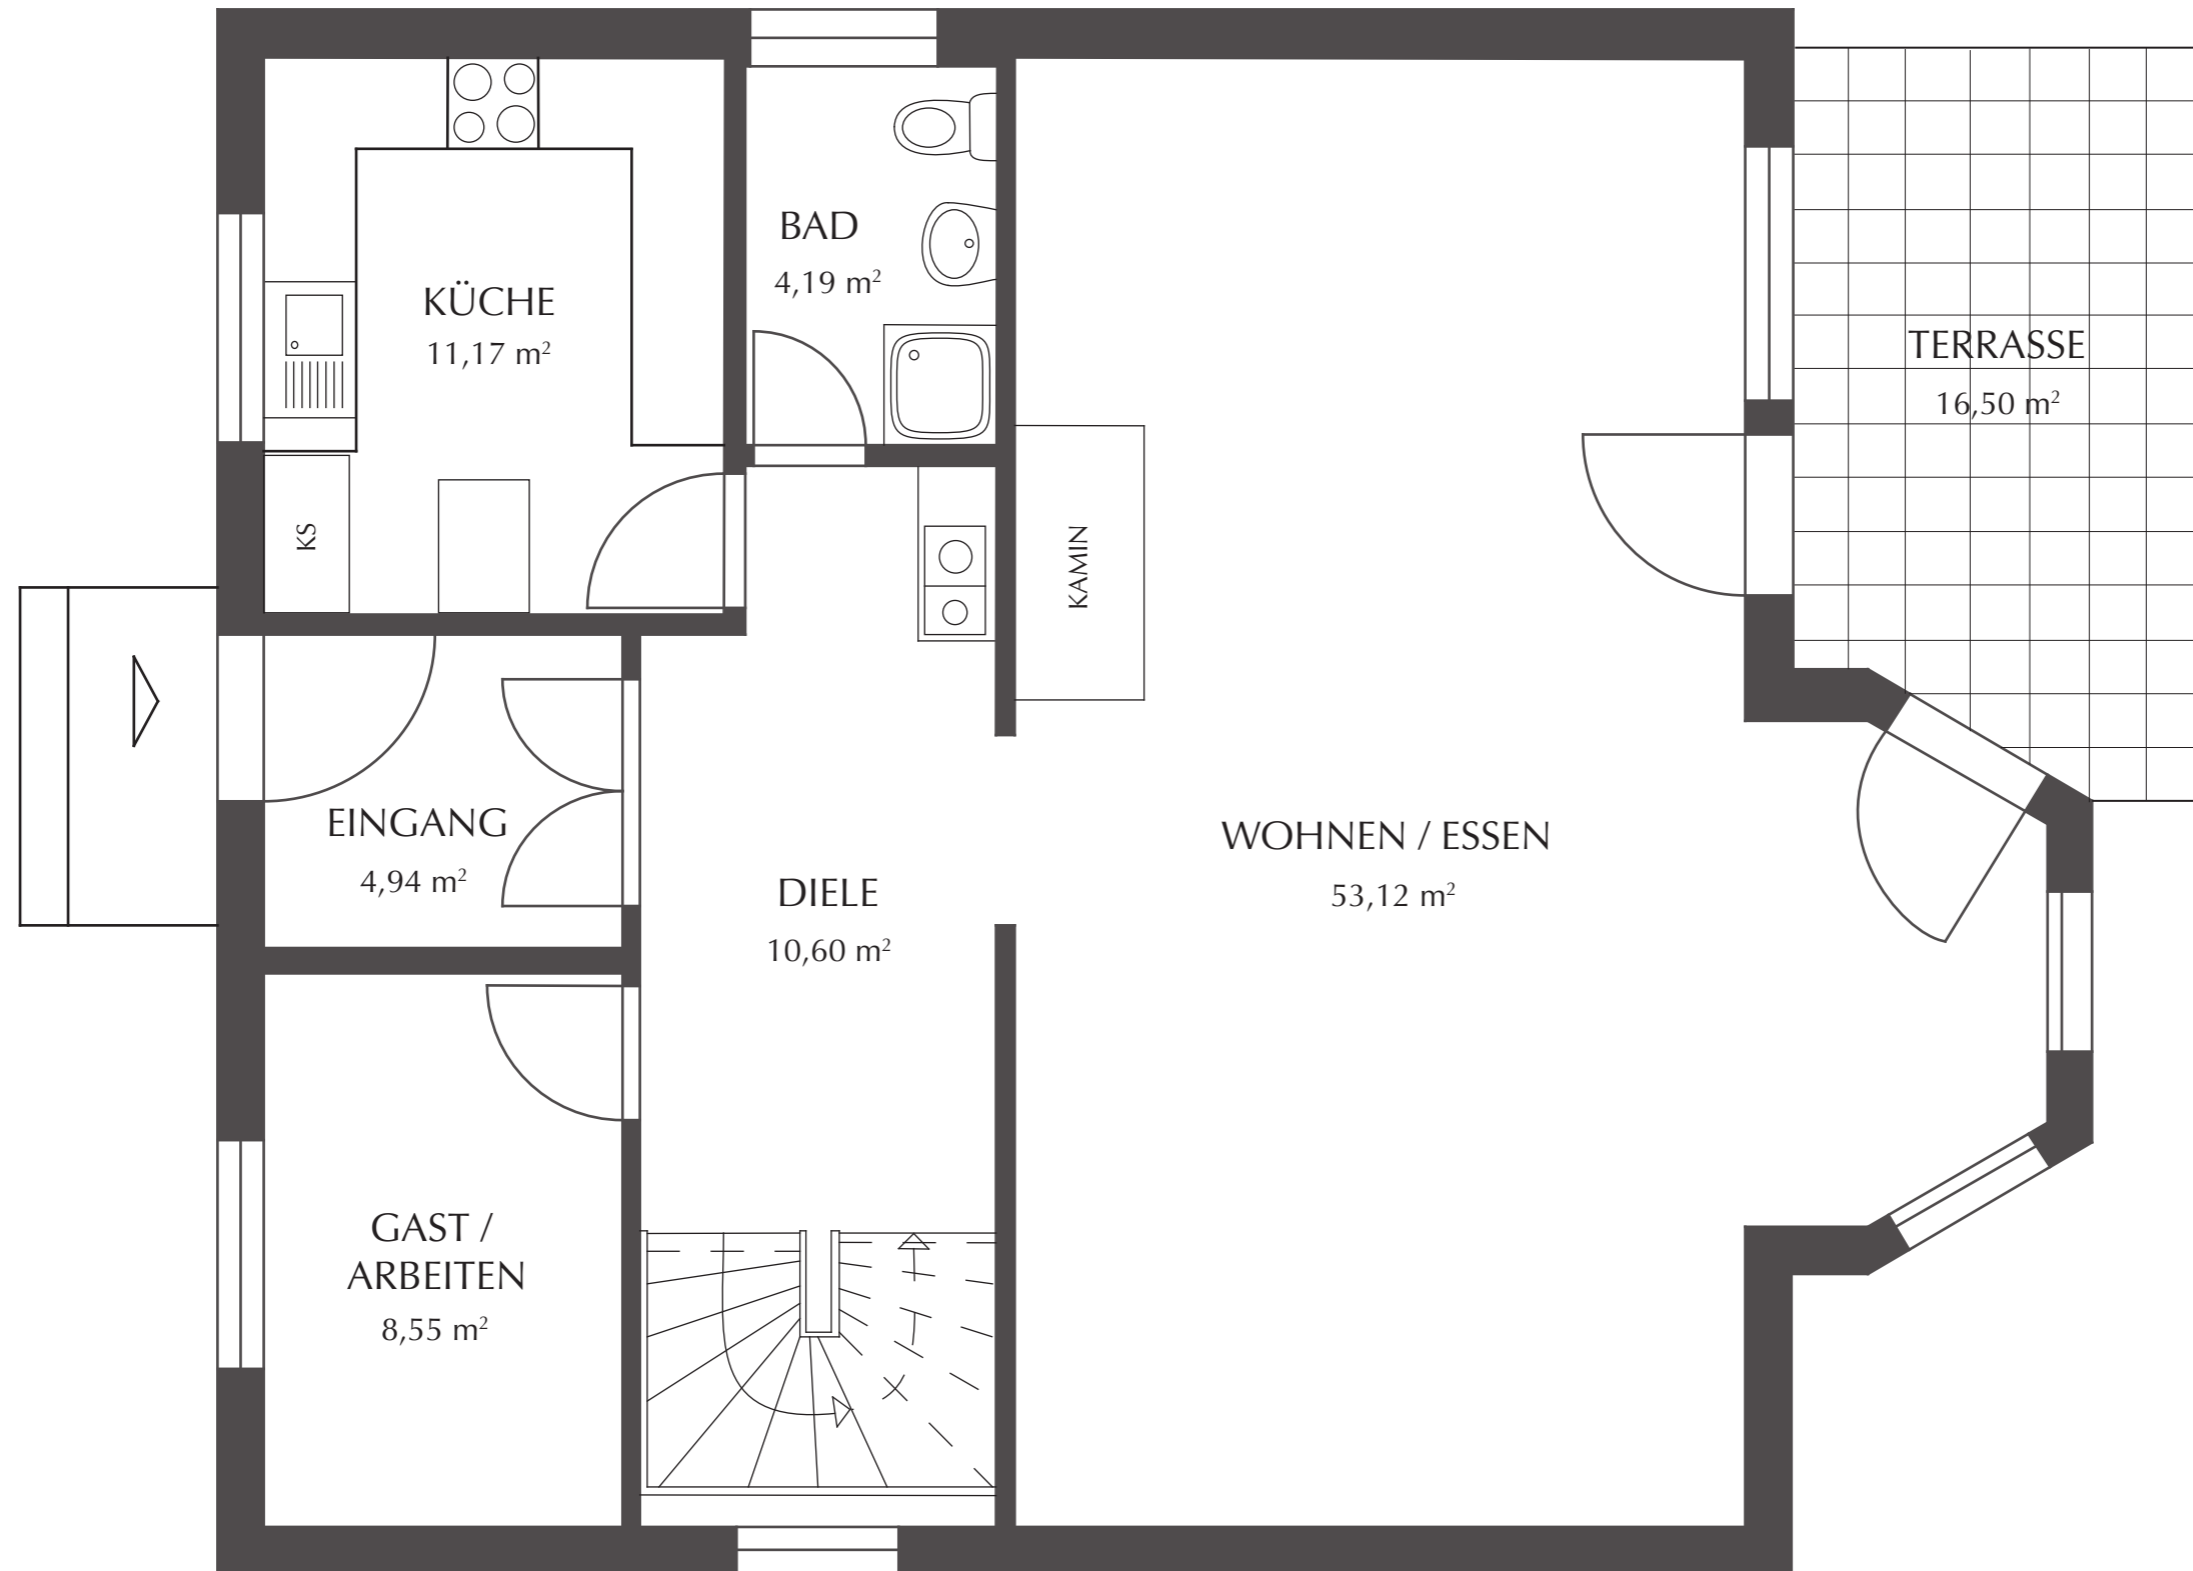 BAD
4,19 m²
KÜCHE
11,17 m²
TERRASSE
16,50 m²
KS
KAMIN
EINGANG
4,94 m²
WOHNEN / ESSEN
53,12 m²
DIELE
10,60 m²
GAST /
ARBEITEN
8,55 m²